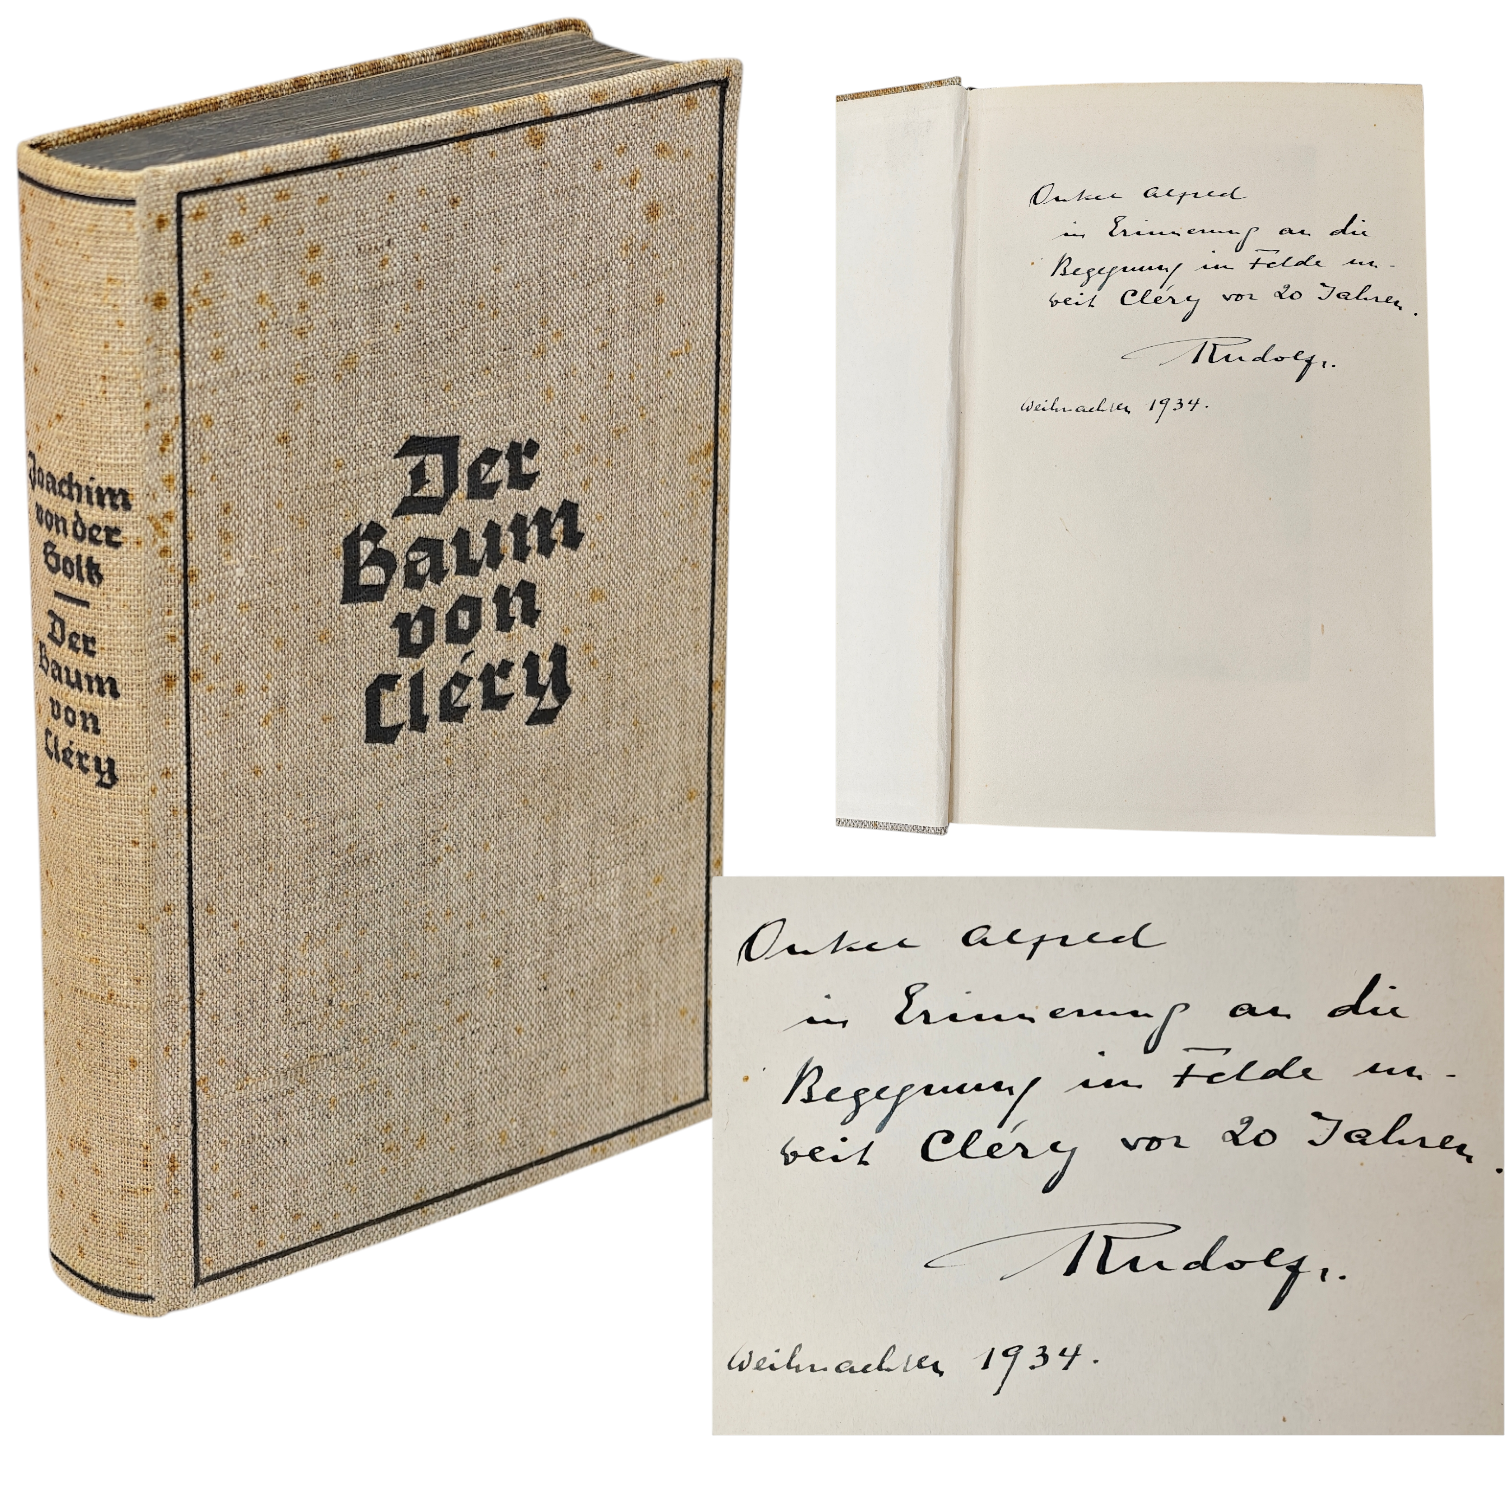 Joachim
von der
Goltz
Der
Baum
von
Cléry
Der
Baum
von
Cléry
Onkel Alfred
in Erinnerung an die
Begegnung im Felde un-
weit Cléry vor 20 Jahren.
Rudolf.
Weihnachten 1934.
Onkel Alfred
in Erinnerung an die
Begegnung im Felde un-
weit Cléry vor 20 Jahren.
Rudolf.
Weihnachten 1934.